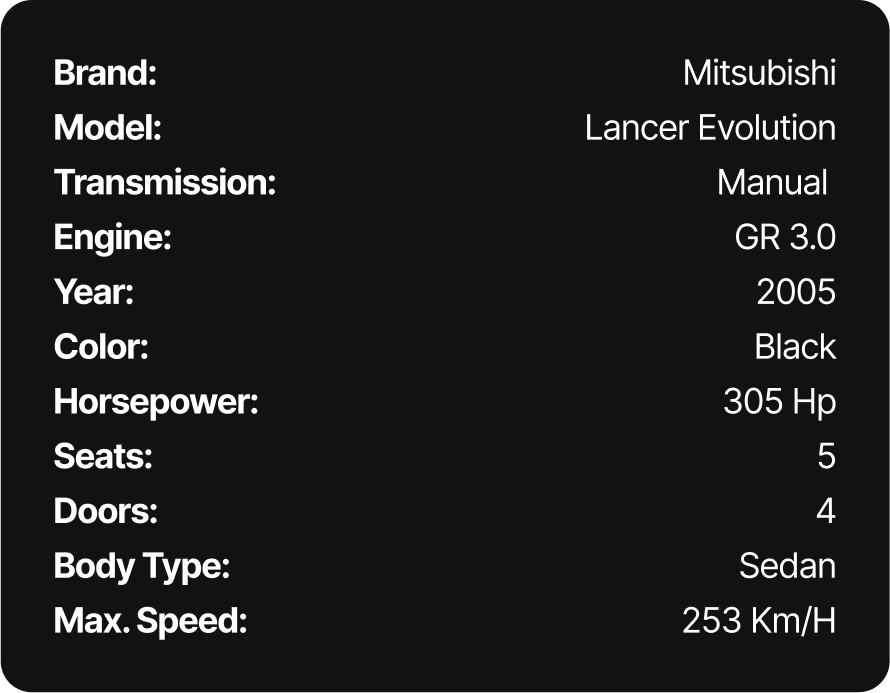 Brand: Mitsubishi
Model: Lancer Evolution
Transmission: Manual
Engine: GR 3.0
Year: 2005
Color: Black
Horsepower: 305 Hp
Seats: 5
Doors: 4
Body Type: Sedan
Max. Speed: 253 Km/H